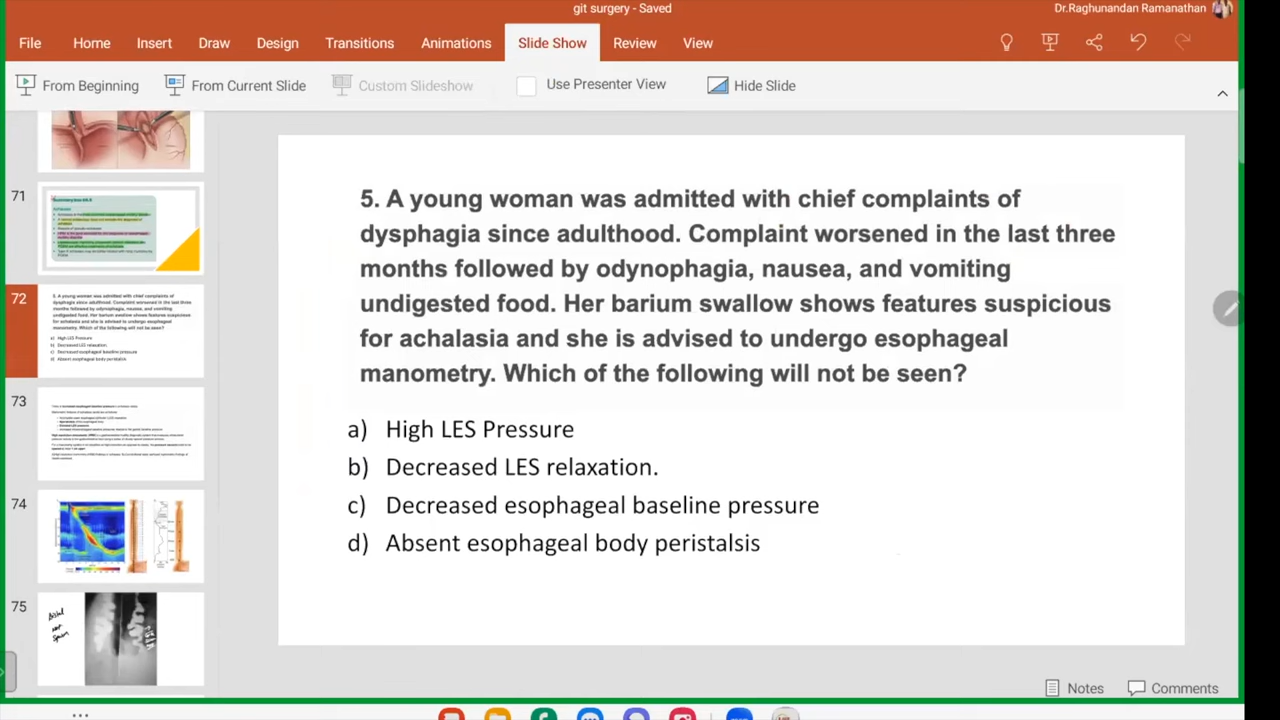 git surgery - Saved
Dr.Raghunandan Ramanathan
File Home Insert Draw Design Transitions Animations Slide Show Review View
From Beginning From Current Slide Custom Slideshow Use Presenter View Hide Slide
71
72
73
74
75
5. A young woman was admitted with chief complaints of
dysphagia since adulthood. Complaint worsened in the last three
months followed by odynophagia, nausea, and vomiting
undigested food. Her barium swallow shows features suspicious
for achalasia and she is advised to undergo esophageal
manometry. Which of the following will not be seen?
a) High LES Pressure
b) Decreased LES relaxation.
c) Decreased esophageal baseline pressure
d) Absent esophageal body peristalsis
Notes Comments